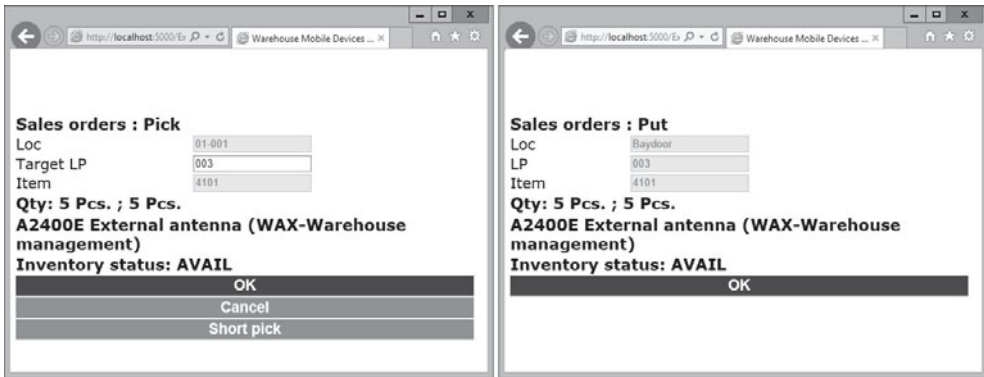 http://localhost:5000/Ex
Warehouse Mobile Devices ...
Sales orders : Pick
Loc 01-001
Target LP 003
Item 4101
Qty: 5 Pcs. ; 5 Pcs.
A2400E External antenna (WAX-Warehouse
management)
Inventory status: AVAIL
OK
Cancel
Short pick
http://localhost:5000/Ex
Warehouse Mobile Devices ...
Sales orders : Put
Loc Baydoor
LP 003
Item 4101
Qty: 5 Pcs. ; 5 Pcs.
A2400E External antenna (WAX-Warehouse
management)
Inventory status: AVAIL
OK